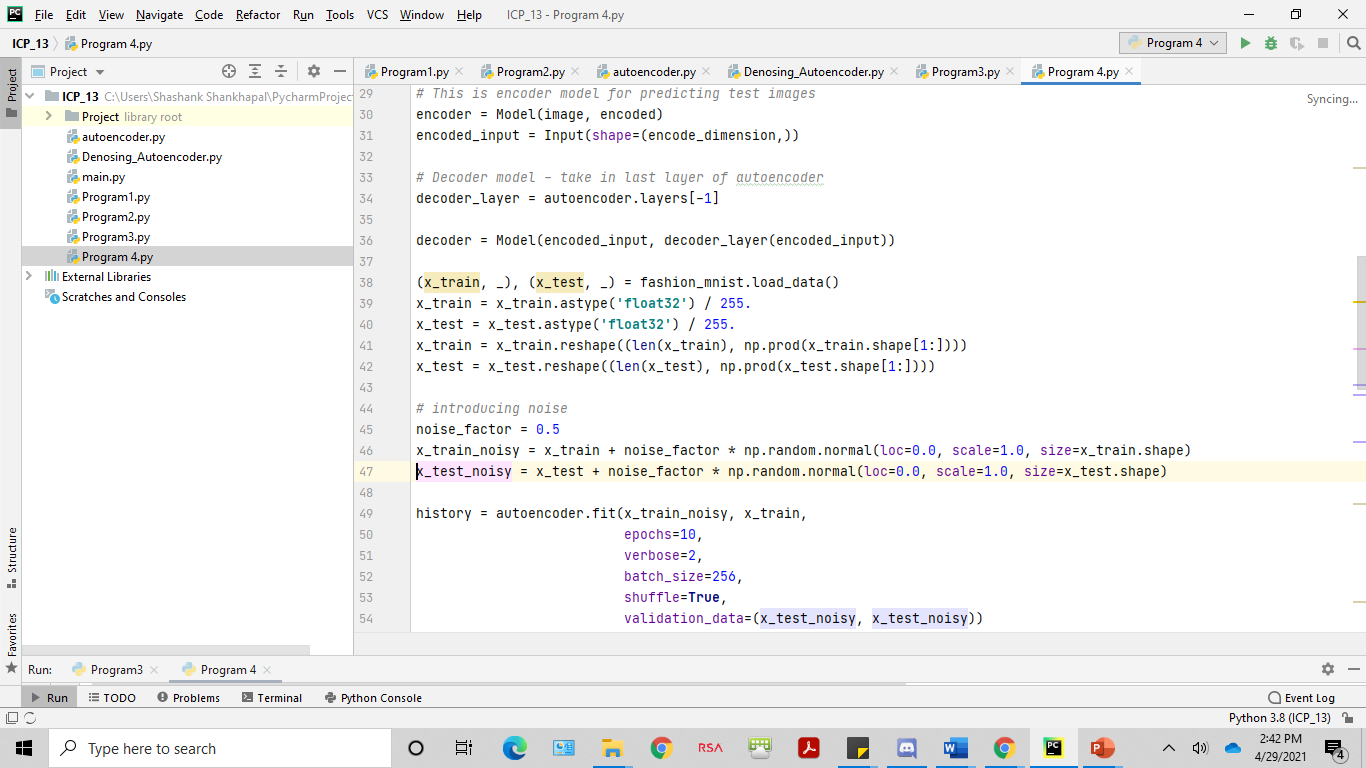 File Edit View Navigate Code Refactor Run Tools VCS Window Help ICP_13 - Program 4.py
ICP_13 Program 4.py Program 4
Project Program1.py Program2.py autoencoder.py Denosing_Autoencoder.py Program3.py Program 4.py
Project
ICP_13 C:\Users\Shashank Shankhapal\PycharmProjec
Project library root
autoencoder.py
Denosing_Autoencoder.py
main.py
Program1.py
Program2.py
Program3.py
Program 4.py
External Libraries
Scratches and Consoles
Structure
Favorites
Syncing...
29 # This is encoder model for predicting test images
30 encoder = Model(image, encoded)
31 encoded_input = Input(shape=(encode_dimension,))
32
33 # Decoder model - take in last layer of autoencoder
34 decoder_layer = autoencoder.layers[-1]
35
36 decoder = Model(encoded_input, decoder_layer(encoded_input))
37
38 (x_train, _), (x_test, _) = fashion_mnist.load_data()
39 x_train = x_train.astype('float32') / 255.
40 x_test = x_test.astype('float32') / 255.
41 x_train = x_train.reshape((len(x_train), np.prod(x_train.shape[1:])))
42 x_test = x_test.reshape((len(x_test), np.prod(x_test.shape[1:])))
43
44 # introducing noise
45 noise_factor = 0.5
46 x_train_noisy = x_train + noise_factor * np.random.normal(loc=0.0, scale=1.0, size=x_train.shape)
47 x_test_noisy = x_test + noise_factor * np.random.normal(loc=0.0, scale=1.0, size=x_test.shape)
48
49 history = autoencoder.fit(x_train_noisy, x_train,
50 epochs=10,
51 verbose=2,
52 batch_size=256,
53 shuffle=True,
54 validation_data=(x_test_noisy, x_test_noisy))
Run: Program3 Program 4
Run TODO Problems Terminal Python Console Event Log
Python 3.8 (ICP_13)
Type here to search RSA 2:42 PM
4/29/2021 4